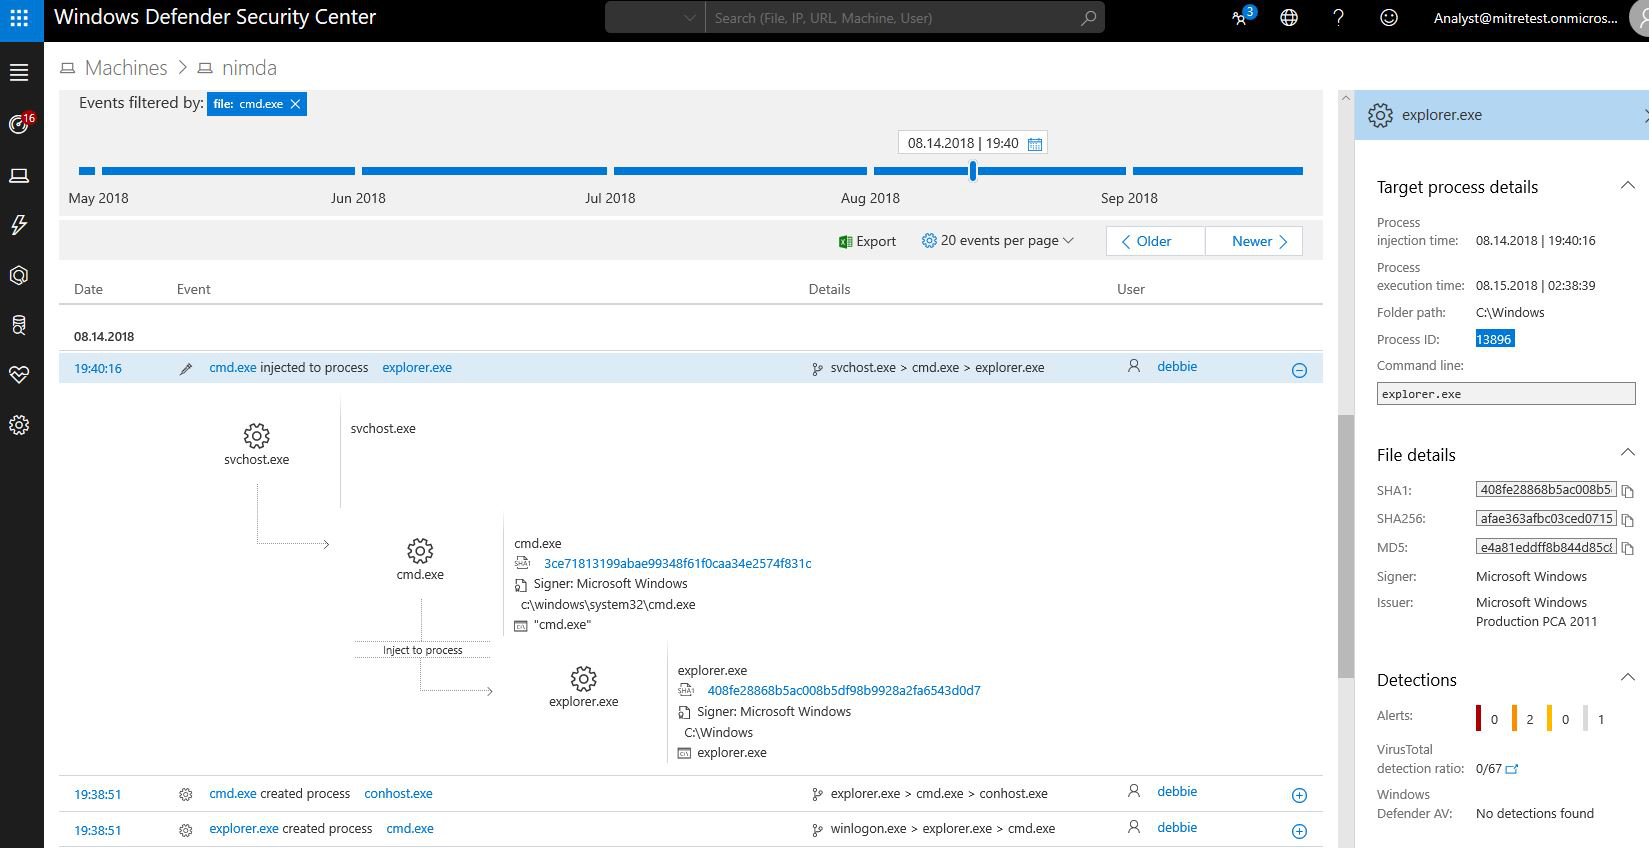 Windows Defender Security Center
Search (File, IP, URL, Machine, User)
3
Analyst@mitretest.onmicros...
16
Machines > nimda
Events filtered by: file: cmd.exe
08.14.2018 | 19:40
May 2018 Jun 2018 Jul 2018 Aug 2018 Sep 2018
Export 20 events per page Older Newer
Date Event Details User
08.14.2018
19:40:16 cmd.exe injected to process explorer.exe svchost.exe > cmd.exe > explorer.exe debbie
svchost.exe
svchost.exe
cmd.exe
cmd.exe
SHA1 3ce71813199abae99348f61f0caa34e2574f831c
Signer: Microsoft Windows
c:\windows\system32\cmd.exe
"cmd.exe"
Inject to process
explorer.exe
explorer.exe
SHA1 408fe28868b5ac008b5df98b9928a2fa6543d0d7
Signer: Microsoft Windows
C:\Windows
explorer.exe
19:38:51 cmd.exe created process conhost.exe explorer.exe > cmd.exe > conhost.exe debbie
19:38:51 explorer.exe created process cmd.exe winlogon.exe > explorer.exe > cmd.exe debbie
explorer.exe
Target process details
Process
injection time: 08.14.2018 | 19:40:16
Process
execution time: 08.15.2018 | 02:38:39
Folder path: C:\Windows
Process ID: 13896
Command line:
explorer.exe
File details
SHA1: 408fe28868b5ac008b5
SHA256: afae363afbc03ced0715
MD5: e4a81eddff8b844d85c
Signer: Microsoft Windows
Issuer: Microsoft Windows
Production PCA 2011
Detections
Alerts: 0 2 0 1
VirusTotal
detection ratio: 0/67
Windows
Defender AV: No detections found